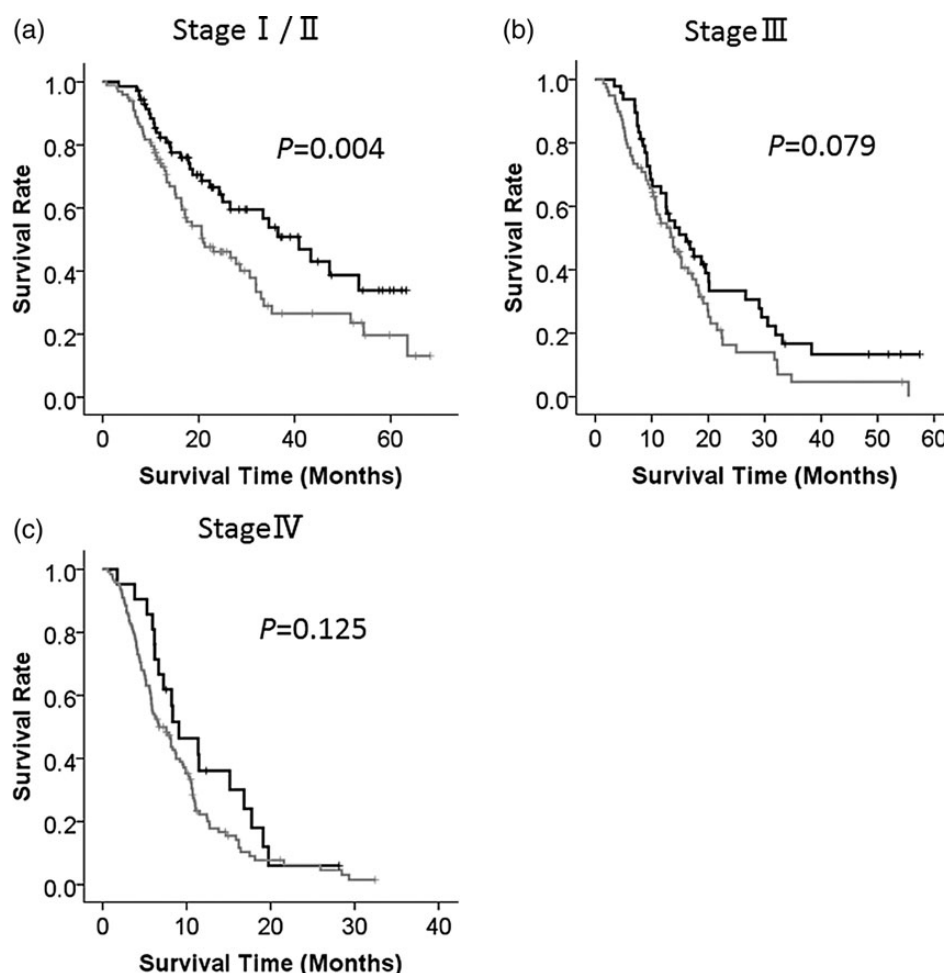 (a) Stage Ⅰ / Ⅱ
P=0.004
Survival Rate
1.0
0.8
0.6
0.4
0.2
0.0
0 20 40 60
Survival Time (Months)
(b) Stage Ⅲ
P=0.079
Survival Rate
1.0
0.8
0.6
0.4
0.2
0.0
0 10 20 30 40 50 60
Survival Time (Months)
(c) Stage Ⅳ
P=0.125
Survival Rate
1.0
0.8
0.6
0.4
0.2
0.0
0 10 20 30 40
Survival Time (Months)